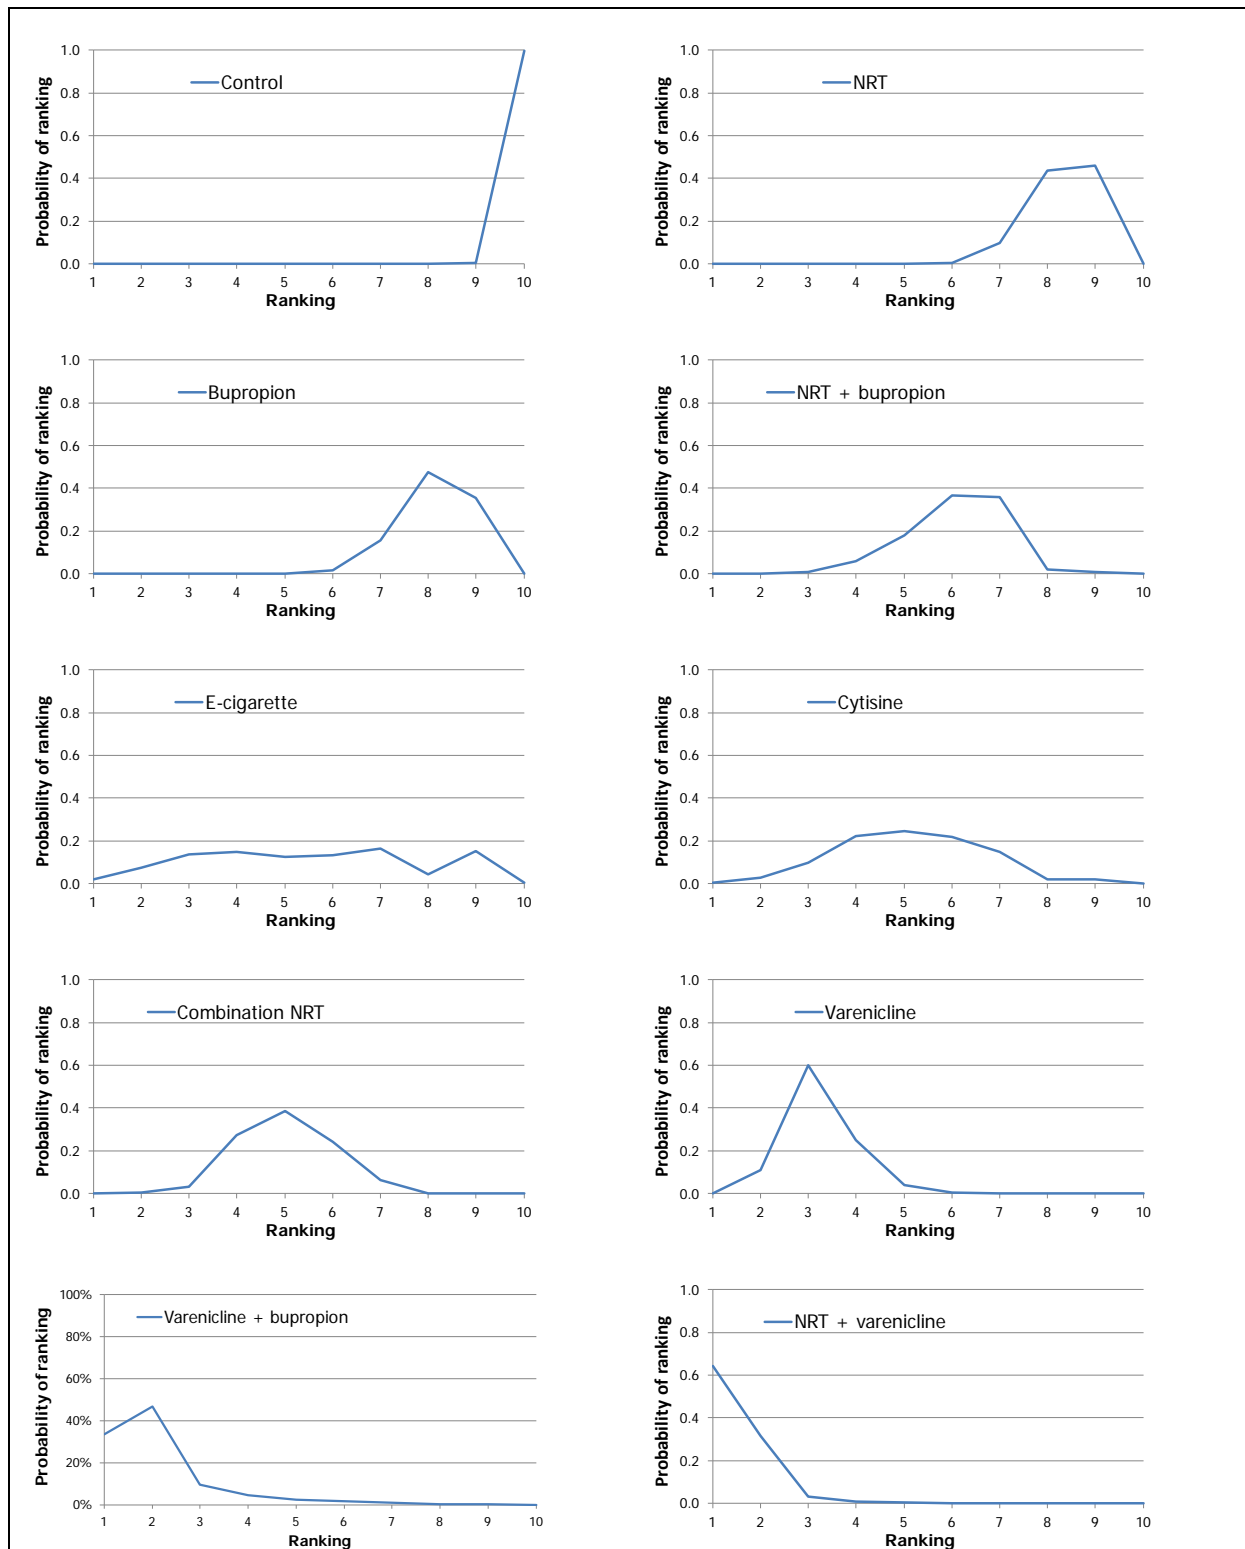 Control
Probability of ranking
1.0
0.8
0.6
0.4
0.2
0.0
1 2 3 4 5 6 7 8 9 10
Ranking
NRT
Probability of ranking
1.0
0.8
0.6
0.4
0.2
0.0
1 2 3 4 5 6 7 8 9 10
Ranking
Bupropion
Probability of ranking
1.0
0.8
0.6
0.4
0.2
0.0
1 2 3 4 5 6 7 8 9 10
Ranking
NRT + bupropion
Probability of ranking
1.0
0.8
0.6
0.4
0.2
0.0
1 2 3 4 5 6 7 8 9 10
Ranking
E-cigarette
Probability of ranking
1.0
0.8
0.6
0.4
0.2
0.0
1 2 3 4 5 6 7 8 9 10
Ranking
Cytisine
Probability of ranking
1.0
0.8
0.6
0.4
0.2
0.0
1 2 3 4 5 6 7 8 9 10
Ranking
Combination NRT
Probability of ranking
1.0
0.8
0.6
0.4
0.2
0.0
1 2 3 4 5 6 7 8 9 10
Ranking
Varenicline
Probability of ranking
1.0
0.8
0.6
0.4
0.2
0.0
1 2 3 4 5 6 7 8 9 10
Ranking
Varenicline + bupropion
Probability of ranking
100%
80%
60%
40%
20%
0%
1 2 3 4 5 6 7 8 9 10
Ranking
NRT + varenicline
Probability of ranking
1.0
0.8
0.6
0.4
0.2
0.0
1 2 3 4 5 6 7 8 9 10
Ranking